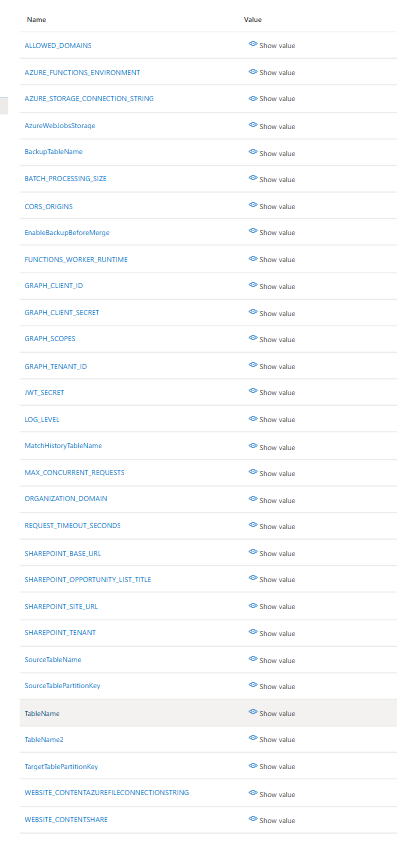 Name Value
ALLOWED_DOMAINS Show value
AZURE_FUNCTIONS_ENVIRONMENT Show value
AZURE_STORAGE_CONNECTION_STRING Show value
AzureWebJobsStorage Show value
BackupTableName Show value
BATCH_PROCESSING_SIZE Show value
CORS_ORIGINS Show value
EnableBackupBeforeMerge Show value
FUNCTIONS_WORKER_RUNTIME Show value
GRAPH_CLIENT_ID Show value
GRAPH_CLIENT_SECRET Show value
GRAPH_SCOPES Show value
GRAPH_TENANT_ID Show value
JWT_SECRET Show value
LOG_LEVEL Show value
MatchHistoryTableName Show value
MAX_CONCURRENT_REQUESTS Show value
ORGANIZATION_DOMAIN Show value
REQUEST_TIMEOUT_SECONDS Show value
SHAREPOINT_BASE_URL Show value
SHAREPOINT_OPPORTUNITY_LIST_TITLE Show value
SHAREPOINT_SITE_URL Show value
SHAREPOINT_TENANT Show value
SourceTableName Show value
SourceTablePartitionKey Show value
TableName Show value
TableName2 Show value
TargetTablePartitionKey Show value
WEBSITE_CONTENTAZUREFILECONNECTIONSTRING Show value
WEBSITE_CONTENTSHARE Show value